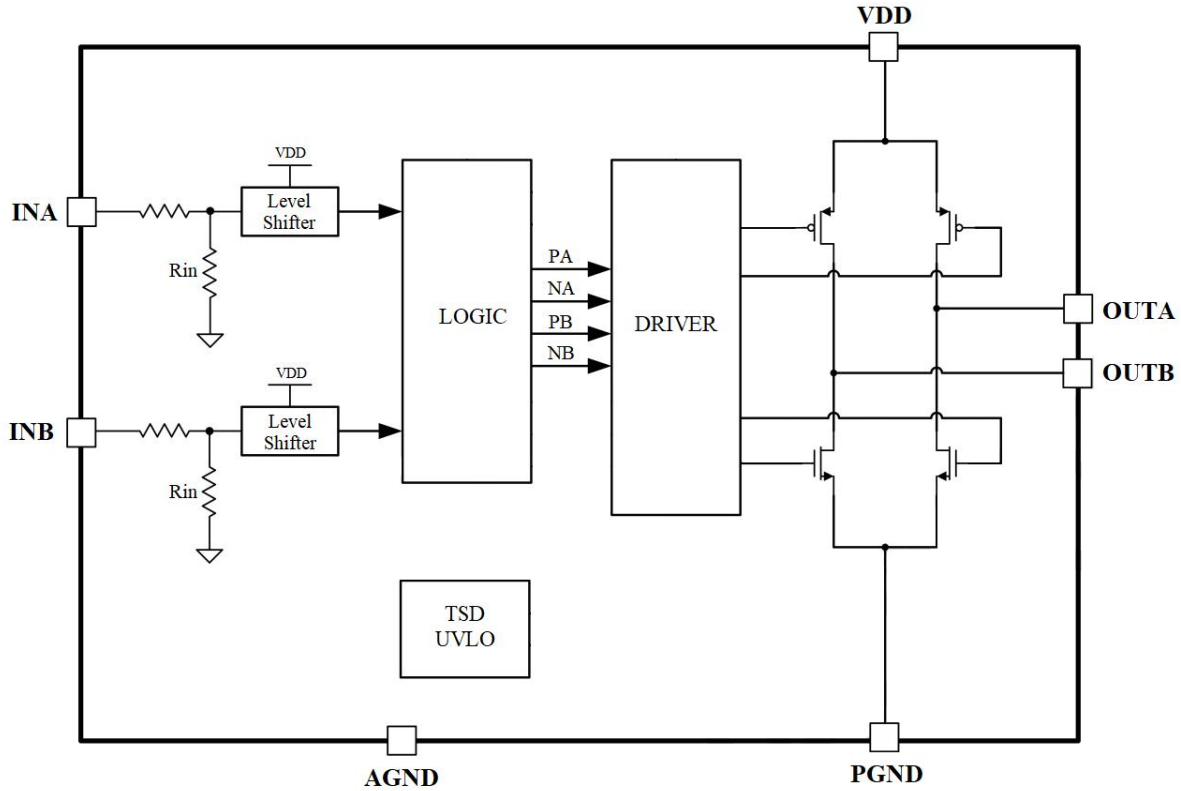 VDD
VDD
INA
Level
Shifter
Rin
PA
NA
LOGIC
PB
DRIVER
NB
OUTA
OUTB
VDD
INB
Level
Shifter
Rin
TSD
UVLO
AGND
PGND